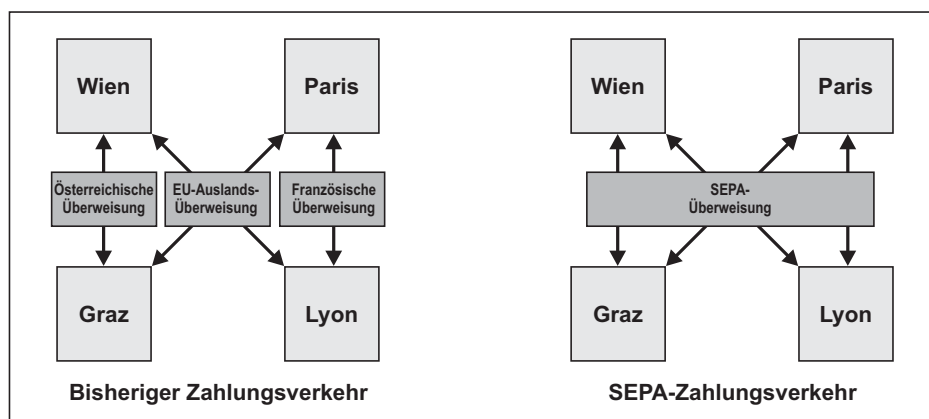 Wien
Paris
Österreichische
Überweisung
EU-Auslands-
Überweisung
Französische
Überweisung
Graz
Lyon
Bisheriger Zahlungsverkehr
Wien
Paris
SEPA-
Überweisung
Graz
Lyon
SEPA-Zahlungsverkehr